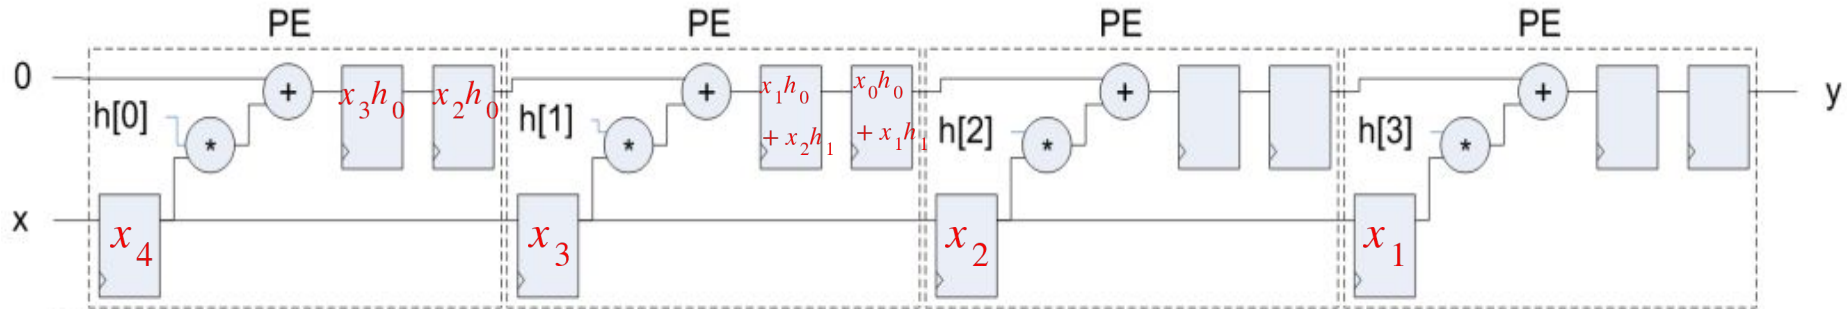 PE PE PE PE
0 + x₃h₀ x₂h₀ + x₁h₀ + x₂h₁ x₀h₀ + x₁h₁ + + y
h[0] * h[1] * h[2] * h[3] *
x x₄ x₃ x₂ x₁